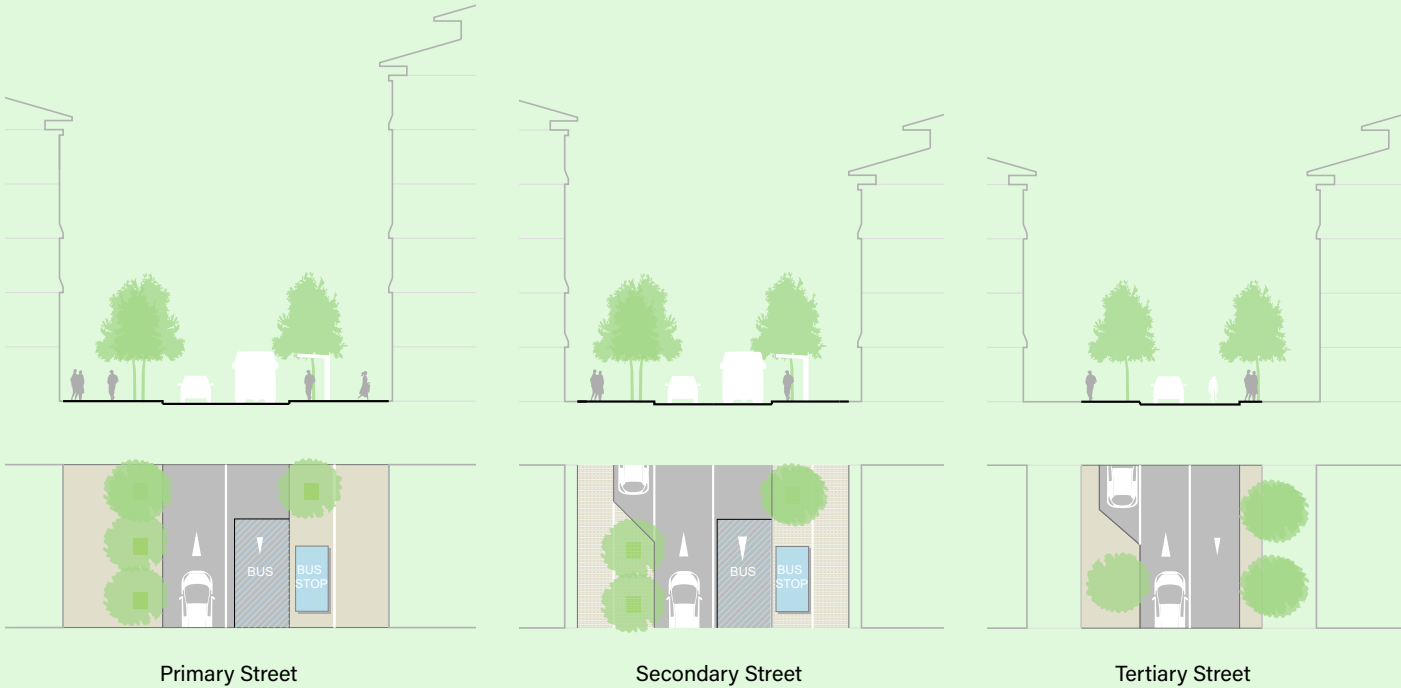 BUS
BUS
STOP
BUS
BUS
STOP
Primary Street
Secondary Street
Tertiary Street